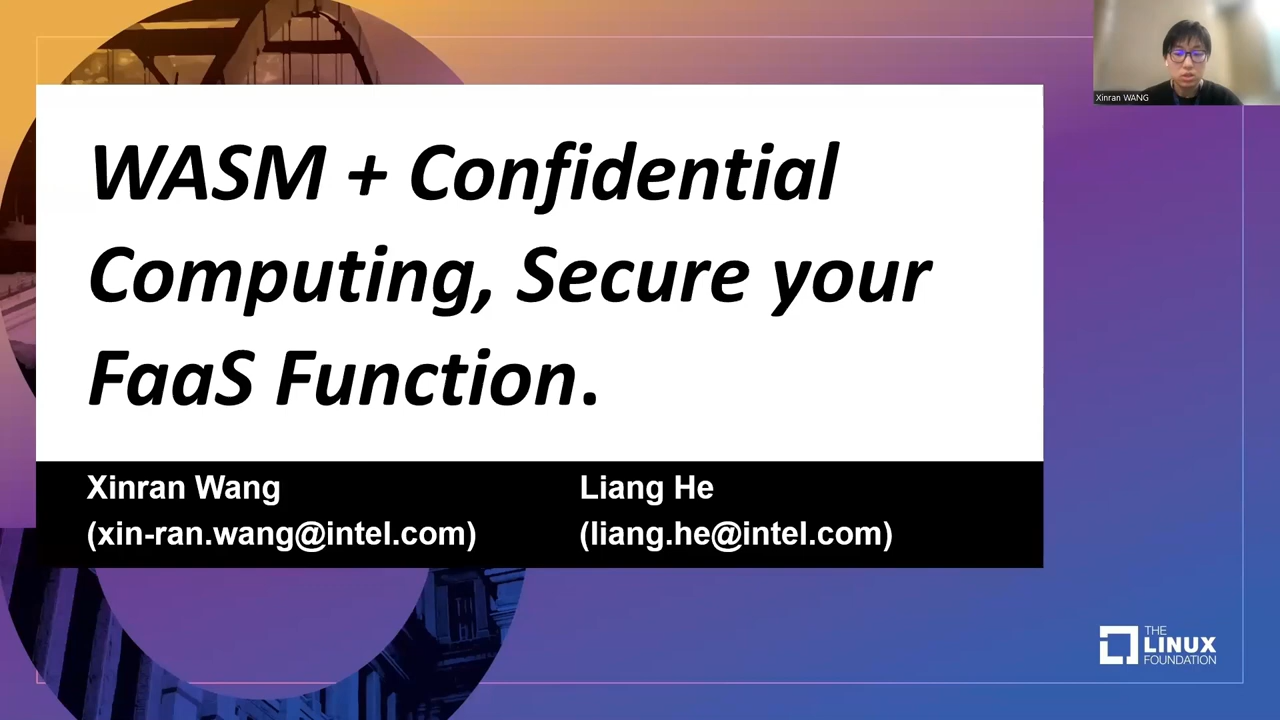 WASM + Confidential
Computing, Secure your
FaaS Function.
Xinran Wang
(xin-ran.wang@intel.com)
Liang He
(liang.he@intel.com)
Xinran WANG
THE
LINUX
FOUNDATION